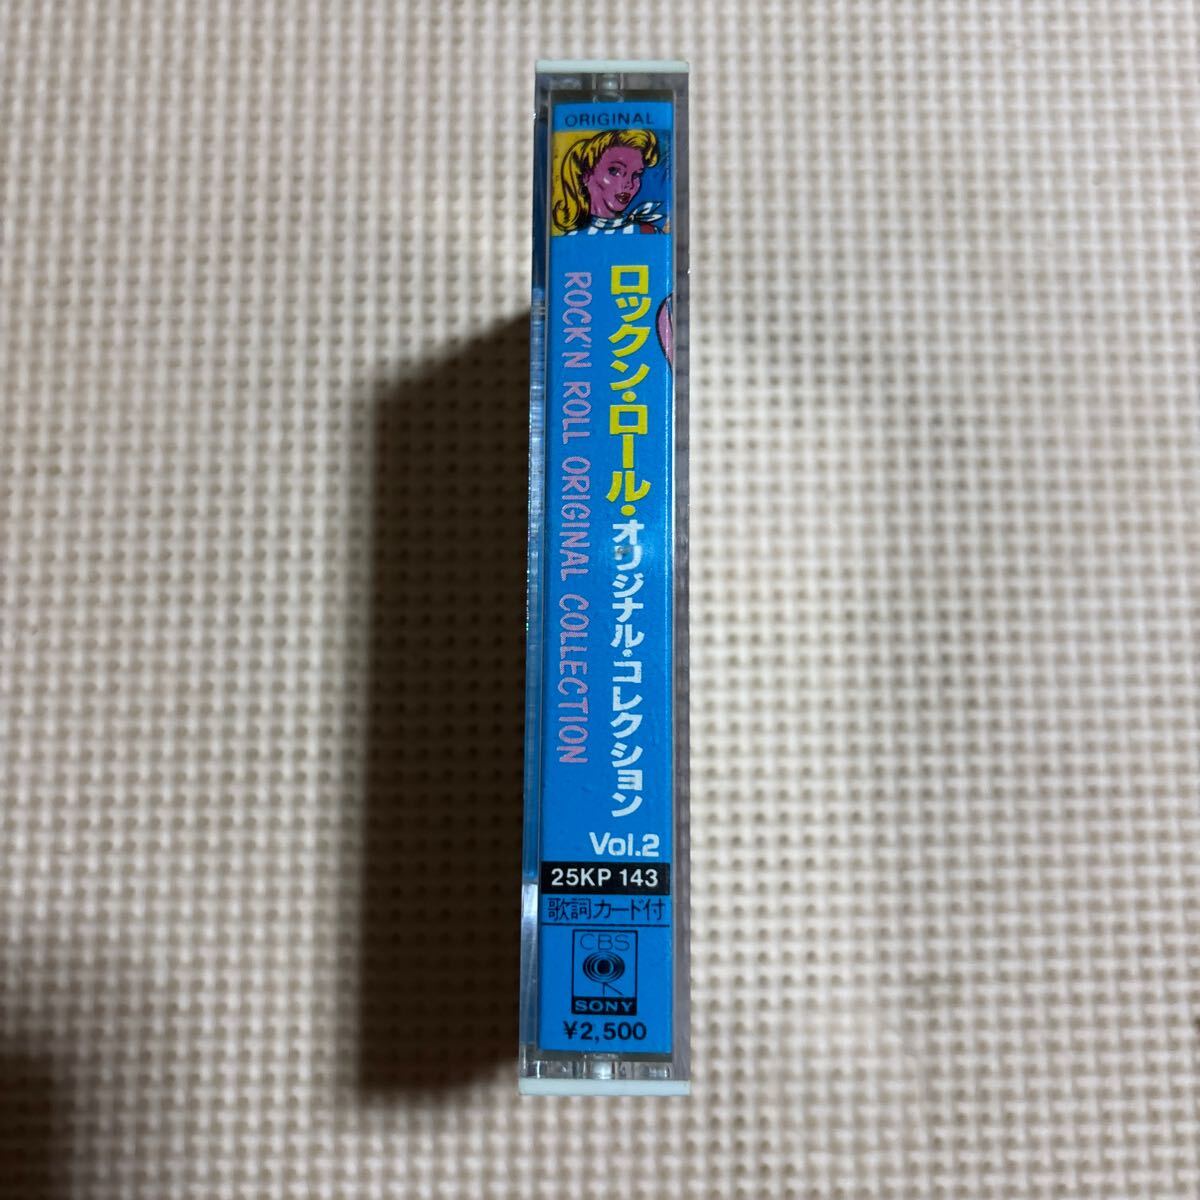 ORIGINAL
ロックン・ロール・オリジナル・コレクション
ROCK'N ROLL ORIGINAL COLLECTION
Vol.2
25KP 143
歌詞カード付
CBS
SONY
¥2,500